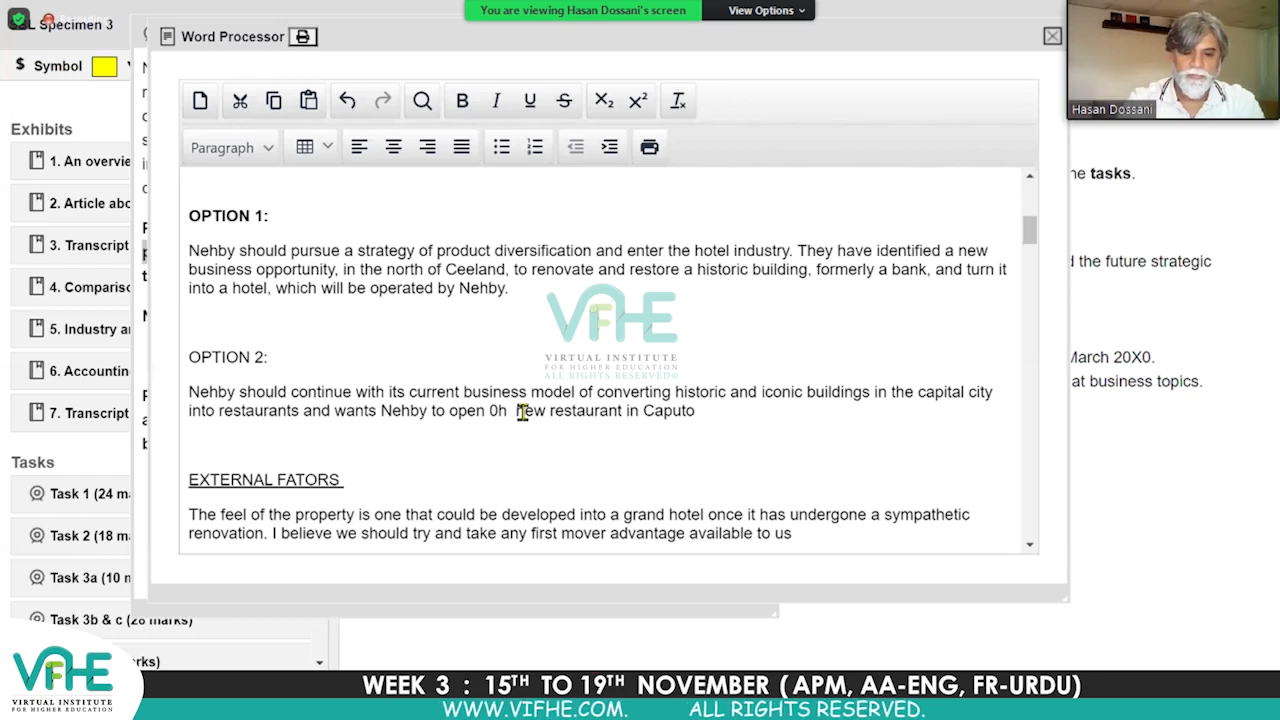 You are viewing Hasan Dossani's screen
View Options
L Specimen 3
Word Processor
Symbol
Hasan Dossani
Paragraph
Exhibits
1. An overvie
2. Article abo
3. Transcript
4. Comparis
5. Industry a
6. Accountin
7. Transcript
Tasks
Task 1 (24 m
Task 2 (18 m
Task 3a (10 m
Task 3b & c (28 marks)
OPTION 1:
Nehby should pursue a strategy of product diversification and enter the hotel industry. They have identified a new
business opportunity, in the north of Ceeland, to renovate and restore a historic building, formerly a bank, and turn it
into a hotel, which will be operated by Nehby.
OPTION 2:
Nehby should continue with its current business model of converting historic and iconic buildings in the capital city
into restaurants and wants Nehby to open 0h new restaurant in Caputo
EXTERNAL FATORS
The feel of the property is one that could be developed into a grand hotel once it has undergone a sympathetic
renovation. I believe we should try and take any first mover advantage available to us
VIFHE
VIRTUAL INSTITUTE
FOR HIGHER EDUCATION
ALL RIGHTS RESERVED©
he tasks.
d the future strategic
March 20X0.
at business topics.
arks)
VIFHE
VIRTUAL INSTITUTE
FOR HIGHER EDUCATION
WEEK 3 : 15TH TO 19TH NOVEMBER (APM, AA-ENG, FR-URDU)
WWW.VIFHE.COM. ALL RIGHTS RESERVED.